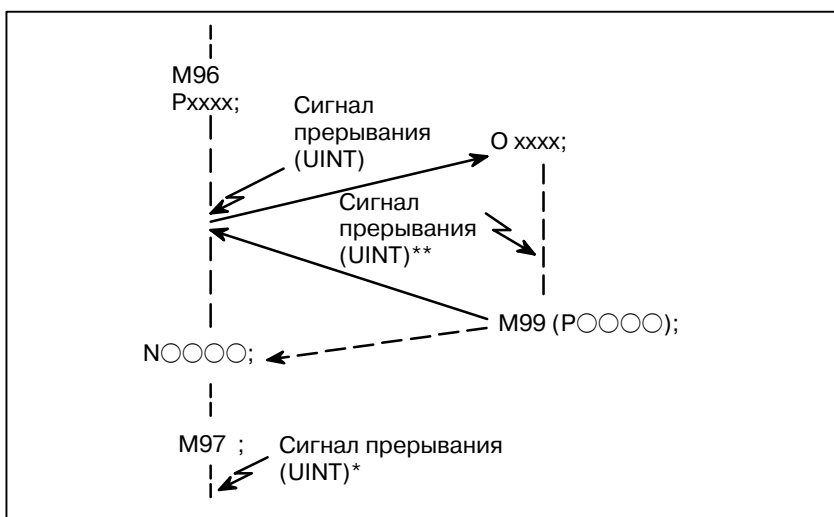 M96
Pxxxx;
Сигнал
прерывания
(UINT)
O xxxx;
Сигнал
прерывания
(UINT)**
M99 (P○○○○);
N○○○○;
M97 ;
Сигнал прерывания
(UINT)*